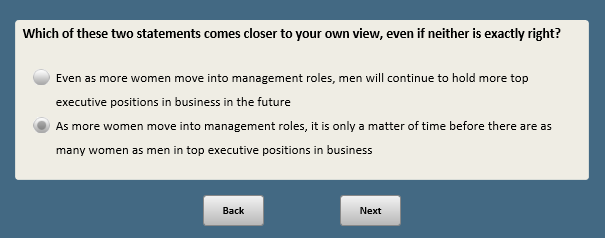 Which of these two statements comes closer to your own view, even if neither is exactly right?
Even as more women move into management roles, men will continue to hold more top
executive positions in business in the future
As more women move into management roles, it is only a matter of time before there are as
many women as men in top executive positions in business
Back
Next